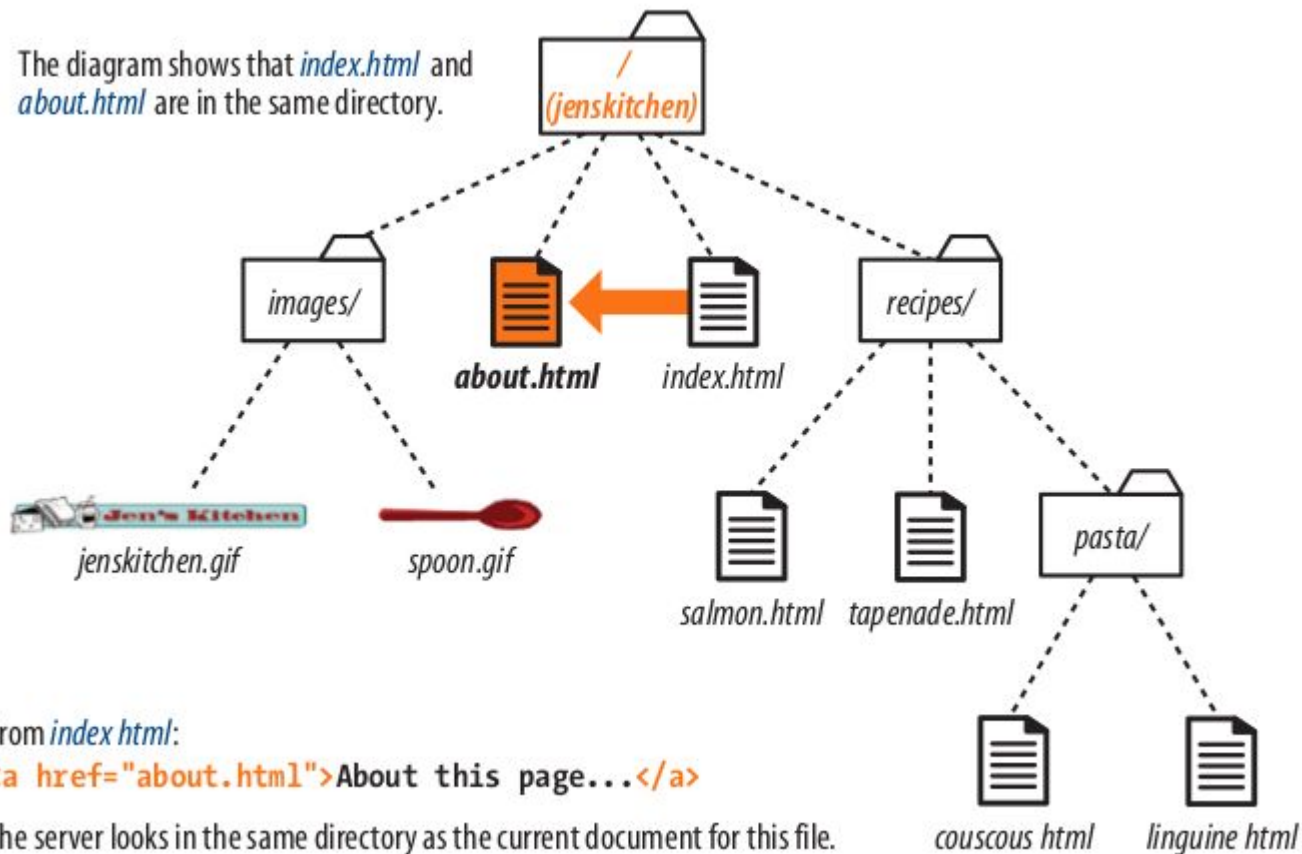 The diagram shows that index.html and
about.html are in the same directory.
/
(jenskitchen)
images/
about.html
index.html
recipes/
Jen's Kitchen
jenskitchen.gif
spoon.gif
salmon.html
tapenade.html
pasta/
couscous html
linguine html
rom index html:
a href="about.html">About this page...</a>
he server looks in the same directory as the current document for this file.